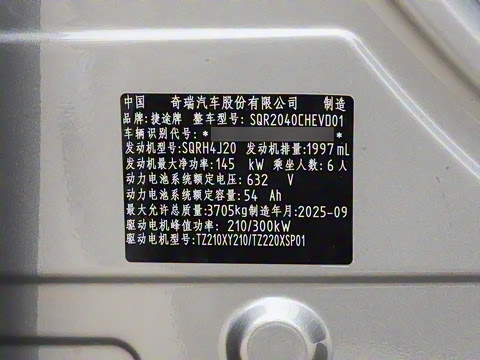 中国 奇瑞汽车股份有限公司 制造
品牌:捷途牌 整车型号:SQR2040CHEVD01
车辆识别代号:* *
发动机型号:SQRH4J20 发动机排量:1997mL
发动机最大净功率:145 kW 乘坐人数:6人
动力电池系统额定电压:632 V
动力电池系统额定容量:54 Ah
最大允许总质量:3705kg制造年月:2025-09
驱动电机峰值功率: 210/300kW
驱动电机型号:TZ210XY210/TZ220XSP01